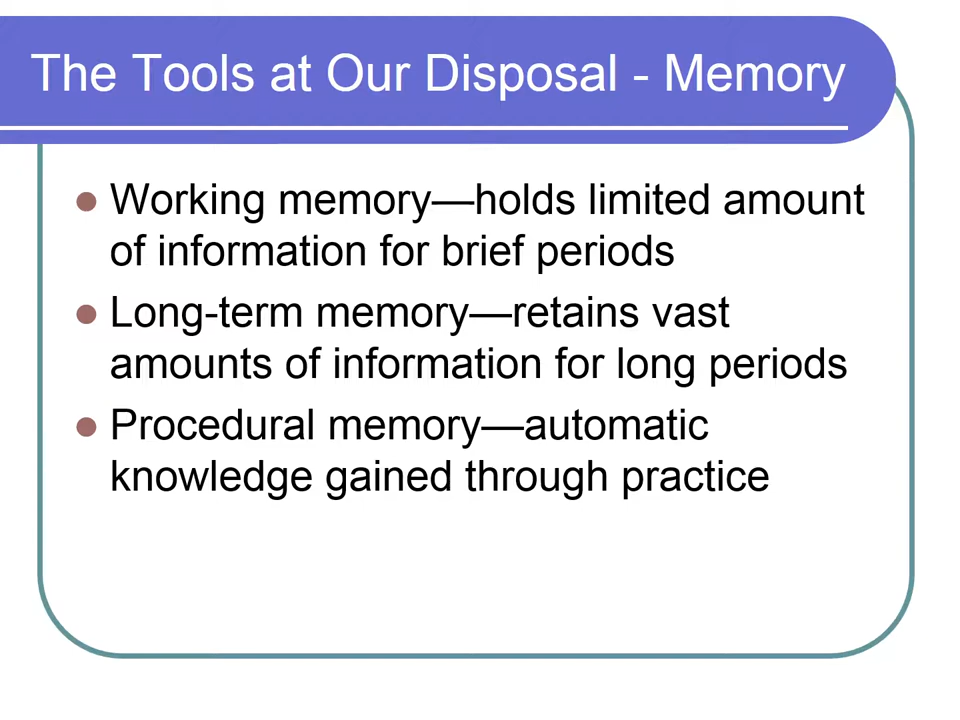 The Tools at Our Disposal - Memory
Working memory—holds limited amount
of information for brief periods
Long-term memory—retains vast
amounts of information for long periods
Procedural memory—automatic
knowledge gained through practice